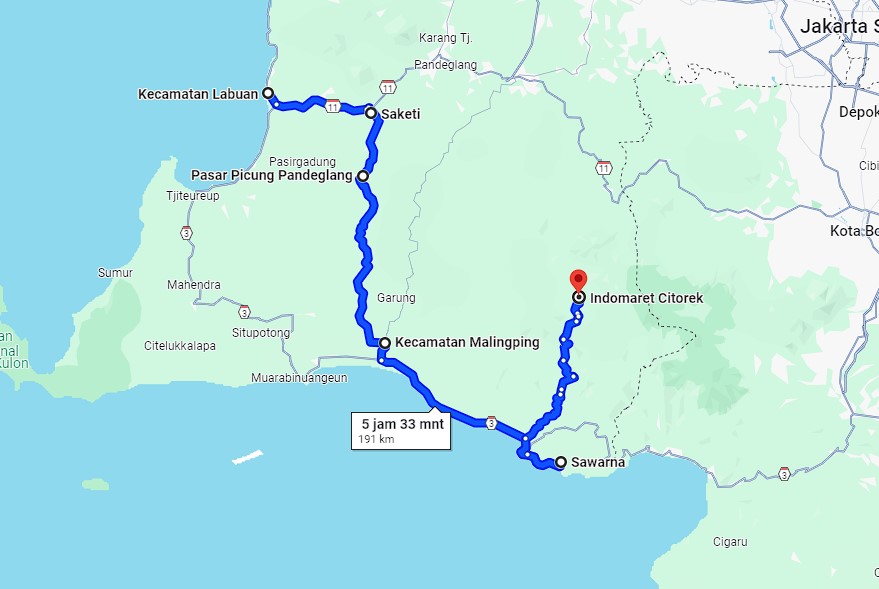 Jakarta S
Karang Tj.
Pandeglang
11
Kecamatan Labuan
11
Saketi
Depok
Pasirgadung
11
Cibi
Pasar Picung Pandeglang
Tjiteureup
3
Kota Bo
Sumur
Mahendra
Garung
Indomaret Citorek
3
Situpotong
an
nal
Kulon
Citelukkalapa
Kecamatan Malingping
Muarabinuangeun
5 jam 33 mnt
191 km
3
Sawarna
3
Cigaru
C